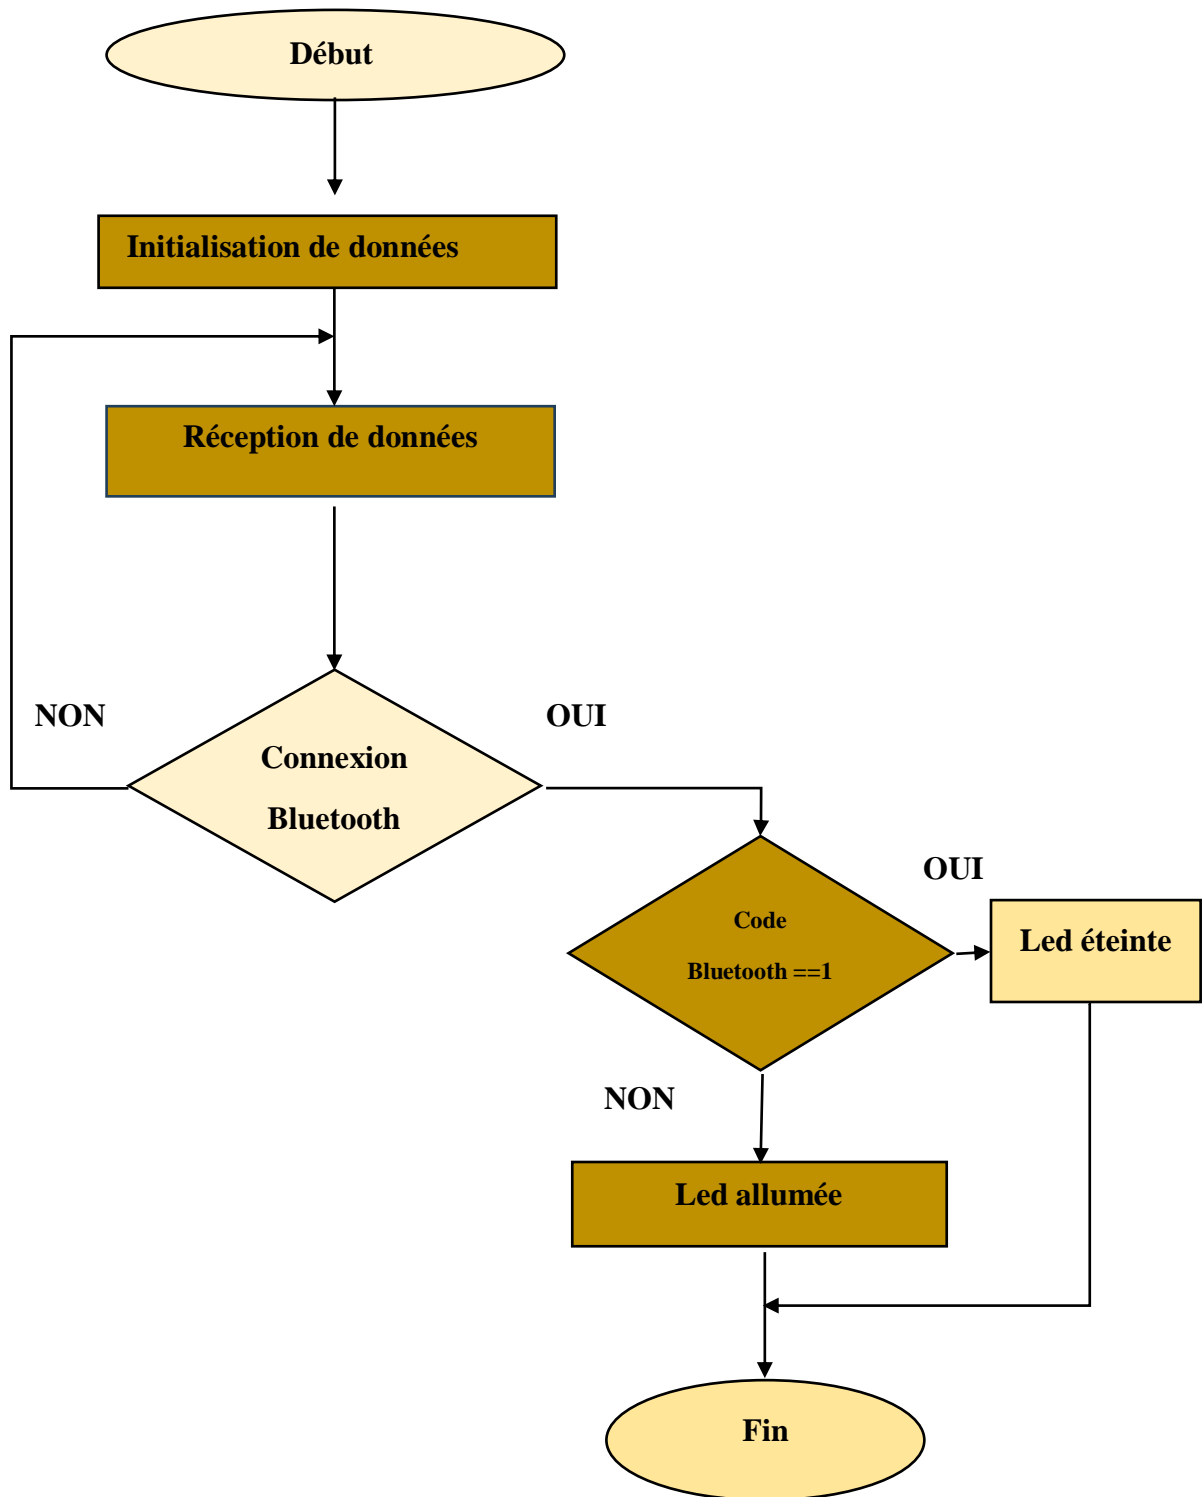 Début
Initialisation de données
Réception de données
NON
OUI
Connexion
Bluetooth
OUI
Code
Bluetooth ==1
Led éteinte
NON
Led allumée
Fin